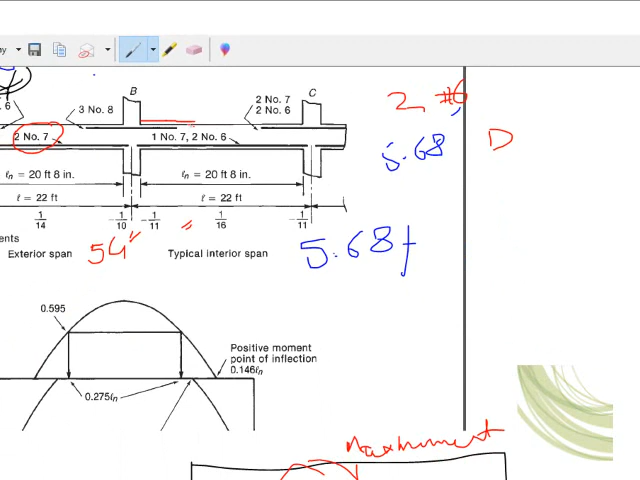 B
C
2 #6
. 6
3 No. 8
2 No. 7
2 No. 6
2 No. 7
1 No. 7, 2 No. 6
5.68
D
ℓn = 20 ft 8 in.
ℓn = 20 ft 8 in.
ℓ = 22 ft
ℓ = 22 ft
1/14
-1/10
-1/11
1/16
-1/11
ents
Exterior span
54"
Typical interior span
5.68 f
0.595
Positive moment
point of inflection
0.146ℓn
0.275ℓn